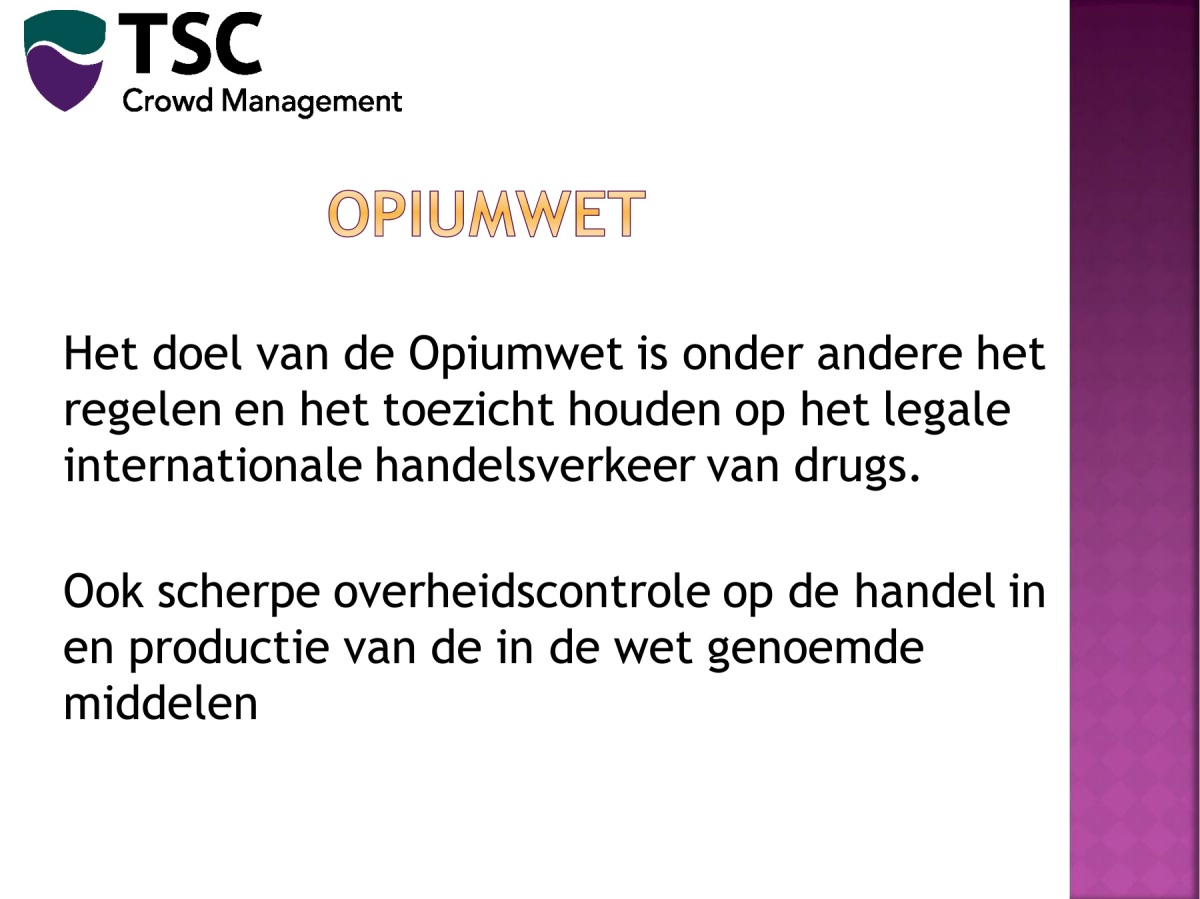 TSC
Crowd Management
OPIUMWET
Het doel van de Opiumwet is onder andere het
regelen en het toezicht houden op het legale
internationale handelsverkeer van drugs.
Ook scherpe overheidscontrole op de handel in
en productie van de in de wet genoemde
middelen